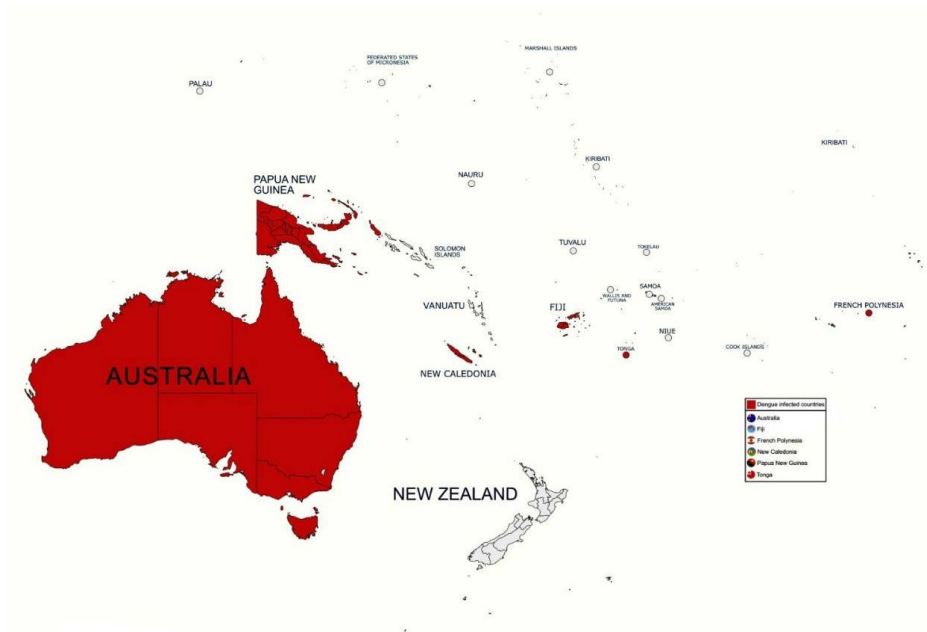 MARSHALL ISLANDS
FEDERATED STATES
OF MICRONESIA
PALAU
KIRIBATI
KIRIBATI
NAURU
PAPUA NEW
GUINEA
SOLOMON
ISLANDS
TUVALU
TOKELAU
SAMOA
WALLIS AND
FUTUNA
AMERICAN
SAMOA
VANUATU
FIJI
FRENCH POLYNESIA
NIUE
TONGA
COOK ISLANDS
NEW CALEDONIA
AUSTRALIA
Dengue infected countries
Australia
Fiji
French Polynesia
New Caledonia
Papua New Guinea
Tonga
NEW ZEALAND